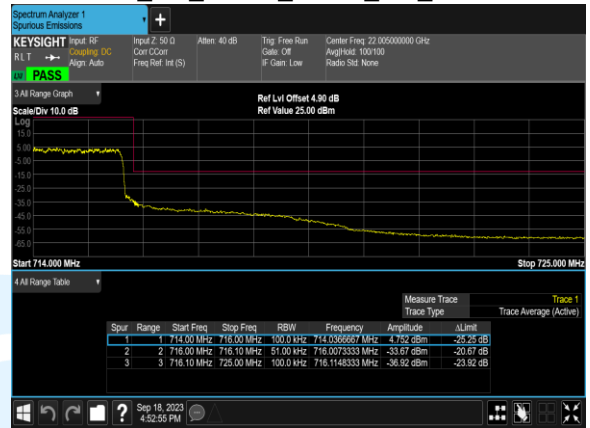 Spectrum Analyzer 1
Spurious Emissions
KEYSIGHT Input: RF Input Z: 50 Ω Atten: 40 dB Trig: Free Run Center Freq: 22.005000000 GHz
RLT Coupling: DC Corr CCorr Gate: Off Avg|Hold: 100/100
Align: Auto Freq Ref: Int (S) IF Gain: Low Radio Std: None
LM PASS
3 All Range Graph
Ref Lvl Offset 4.90 dB
Scale/Div 10.0 dB Ref Value 25.00 dBm
Log
15.0
5.00
-5.00
-15.0
-25.0
-35.0
-45.0
-55.0
-65.0
Start 714.000 MHz Stop 725.000 MHz
4 All Range Table
Measure Trace Trace 1
Trace Type Trace Average (Active)
Spur Range Start Freq Stop Freq RBW Frequency Amplitude ΔLimit
1 1 714.00 MHz 716.00 MHz 100.0 kHz 714.0366667 MHz 4.752 dBm -25.25 dB
2 2 716.00 MHz 716.10 MHz 51.00 kHz 716.0073333 MHz -33.67 dBm -20.67 dB
3 3 716.10 MHz 725.00 MHz 100.0 kHz 716.1148333 MHz -36.92 dBm -23.92 dB
? Sep 18, 2023
4:52:55 PM